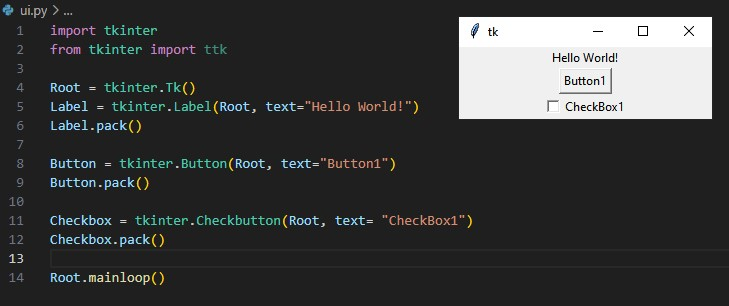 ui.py > ...
1 import tkinter
2 from tkinter import ttk
3
4 Root = tkinter.Tk()
5 Label = tkinter.Label(Root, text="Hello World!")
6 Label.pack()
7
8 Button = tkinter.Button(Root, text="Button1")
9 Button.pack()
10
11 Checkbox = tkinter.Checkbutton(Root, text= "CheckBox1")
12 Checkbox.pack()
13
14 Root.mainloop()
tk
Hello World!
Button1
CheckBox1